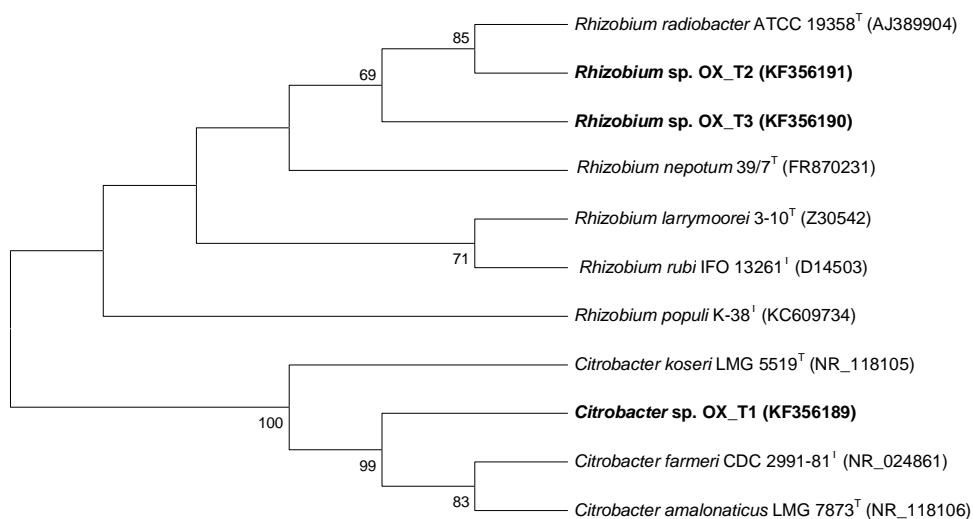 85
Rhizobium radiobacter ATCC 19358ᵀ (AJ389904)
69
Rhizobium sp. OX_T2 (KF356191)
Rhizobium sp. OX_T3 (KF356190)
Rhizobium nepotum 39/7ᵀ (FR870231)
Rhizobium larrymoorei 3-10ᵀ (Z30542)
71
Rhizobium rubi IFO 13261ᵀ (D14503)
Rhizobium populi K-38ᵀ (KC609734)
Citrobacter koseri LMG 5519ᵀ (NR_118105)
100
Citrobacter sp. OX_T1 (KF356189)
99
Citrobacter farmeri CDC 2991-81ᵀ (NR_024861)
83
Citrobacter amalonaticus LMG 7873ᵀ (NR_118106)